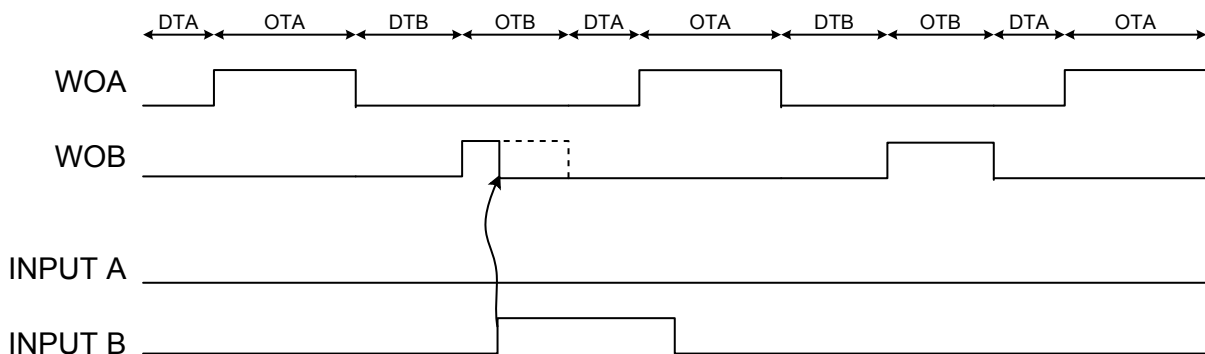 DTA OTA DTB OTB DTA OTA DTB OTB DTA OTA
WOA
WOB
INPUT A
INPUT B